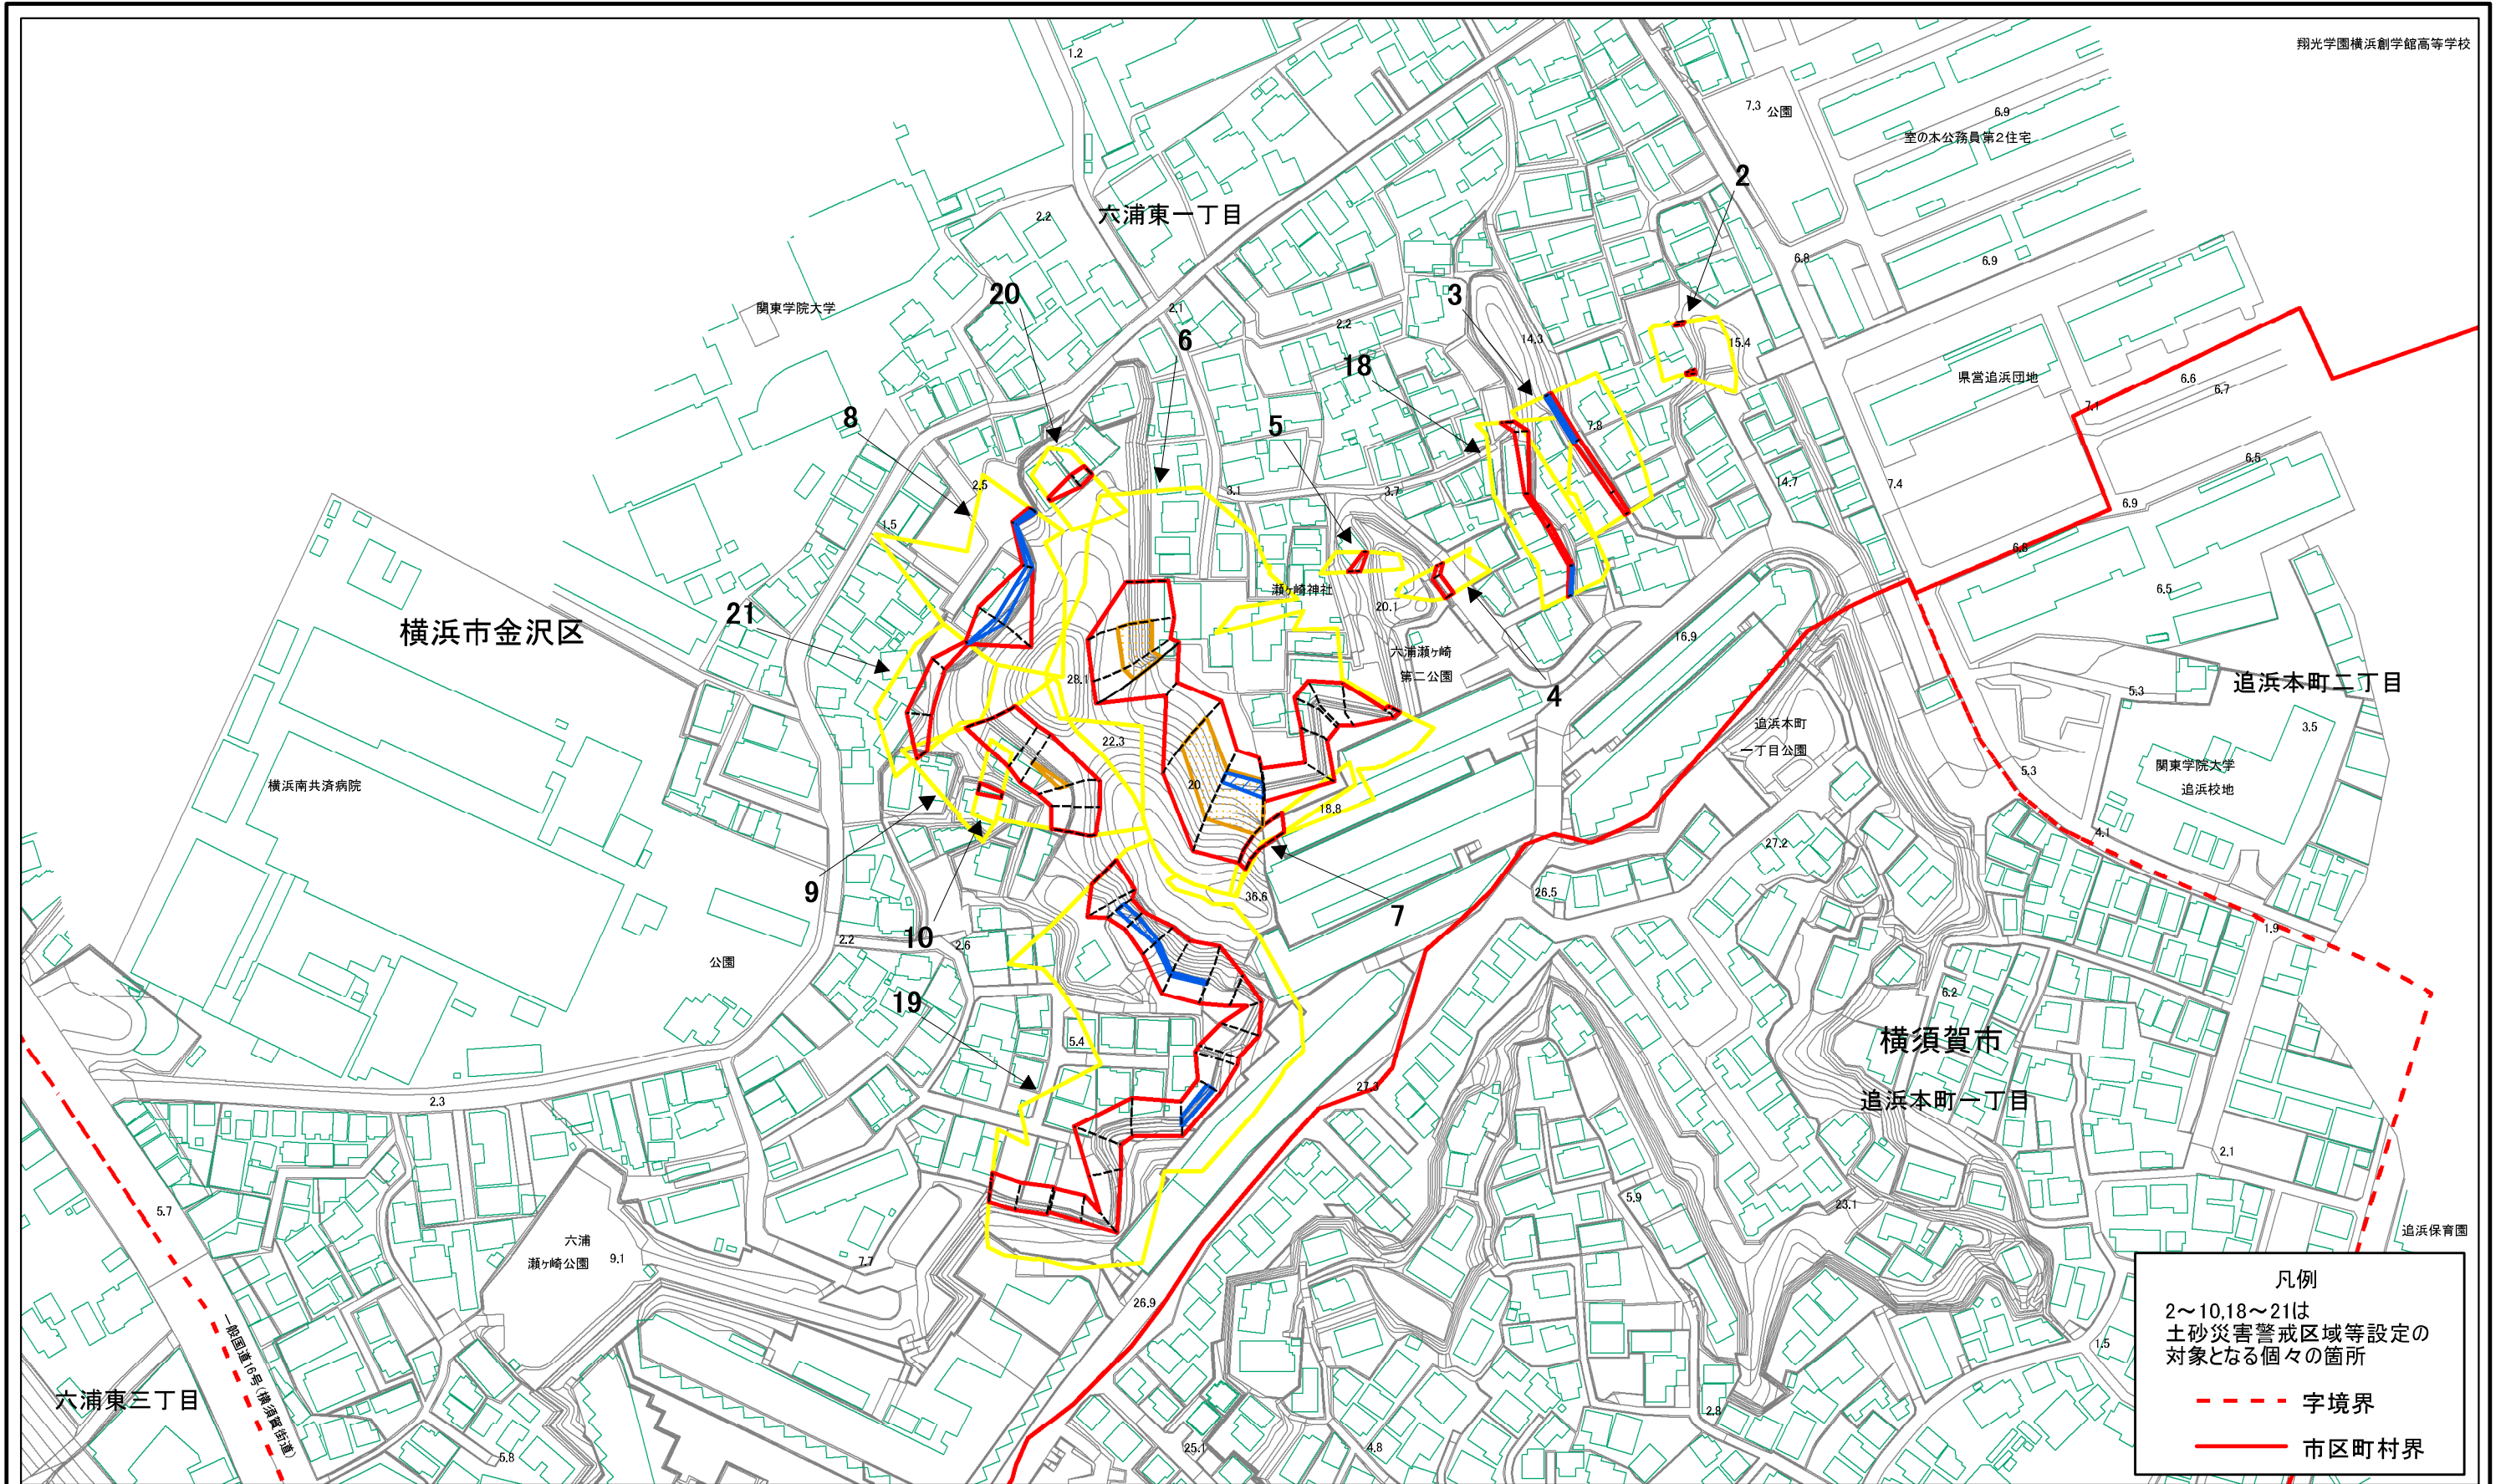 翔光学園横浜創学館高等学校
1.2
7.3
公園
6.9
室の木公務員第2住宅
2
六浦東一丁目
2.2
6.8
6.9
関東学院大学
20
2.1
6
3
2.2
14.3
15.4
18
県営追浜団地
6.6
6.7
7.1
8
5
7.8
6.5
2.5
3.1
3.7
14.7
7.4
6.9
1.5
6.8
瀬ヶ崎神社
20.1
6.5
21
横浜市金沢区
16.9
六浦瀬ヶ崎
第二公園
28.1
4
5.3
追浜本町二丁目
追浜本町
一丁目公園
3.5
22.3
5.3
関東学院大学
追浜校地
横浜南共済病院
20
18.8
4.1
27.2
9
26.5
36.6
7
10
2.2
2.6
1.9
公園
6.2
19
5.4
横須賀市
27.3
追浜本町一丁目
2.3
2.1
5.7
5.9
23.1
追浜保育園
六浦
瀬ヶ崎公園
9.1
7.7
26.9
一般国道16号(横須賀街道)
1.5
六浦東三丁目
2.8
5.8
25.1
4.8
凡例
2～10,18～21は
土砂災害警戒区域等設定の
対象となる個々の箇所
字境界
市区町村界